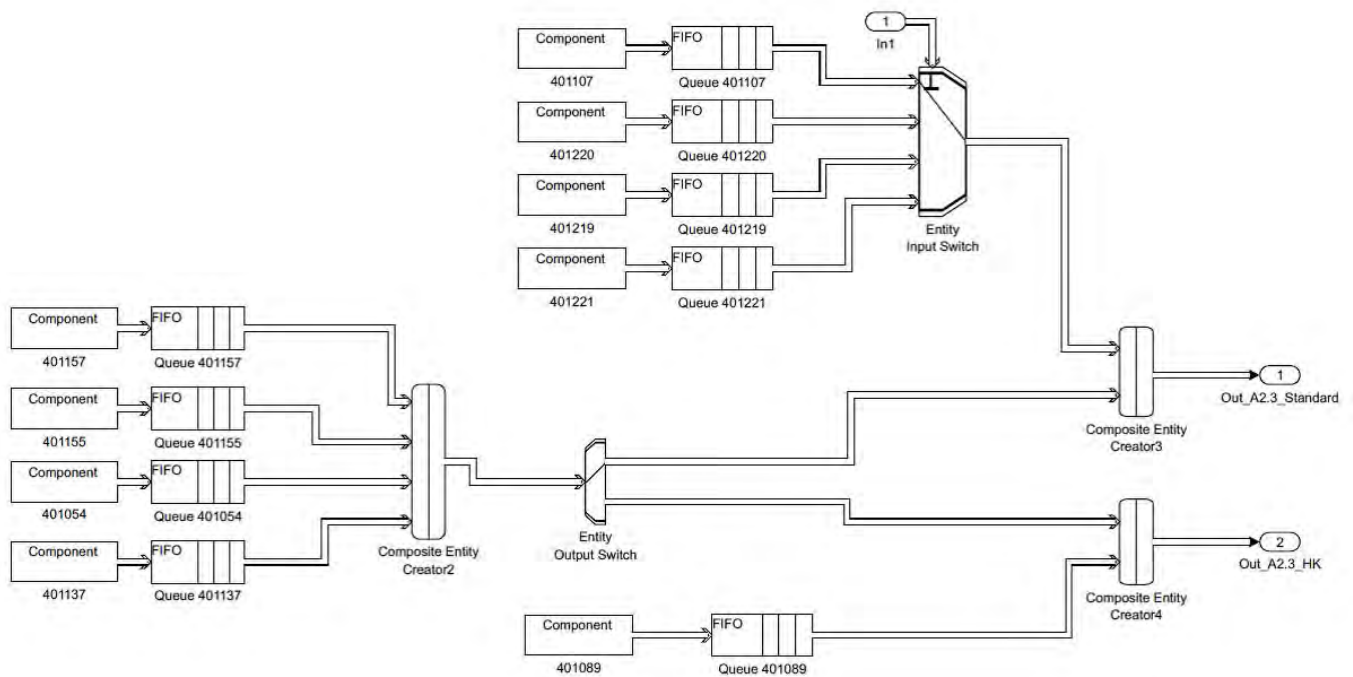 1
In1
Component
FIFO
401107
Queue 401107
Component
FIFO
401220
Queue 401220
Component
FIFO
401219
Queue 401219
Component
FIFO
401221
Queue 401221
Entity
Input Switch
Component
FIFO
401157
Queue 401157
Component
FIFO
401155
Queue 401155
Component
FIFO
401054
Queue 401054
Component
FIFO
401137
Queue 401137
Composite Entity
Creator2
Entity
Output Switch
1
Out_A2.3_Standard
Composite Entity
Creator3
2
Out_A2.3_HK
Composite Entity
Creator4
Component
FIFO
401089
Queue 401089